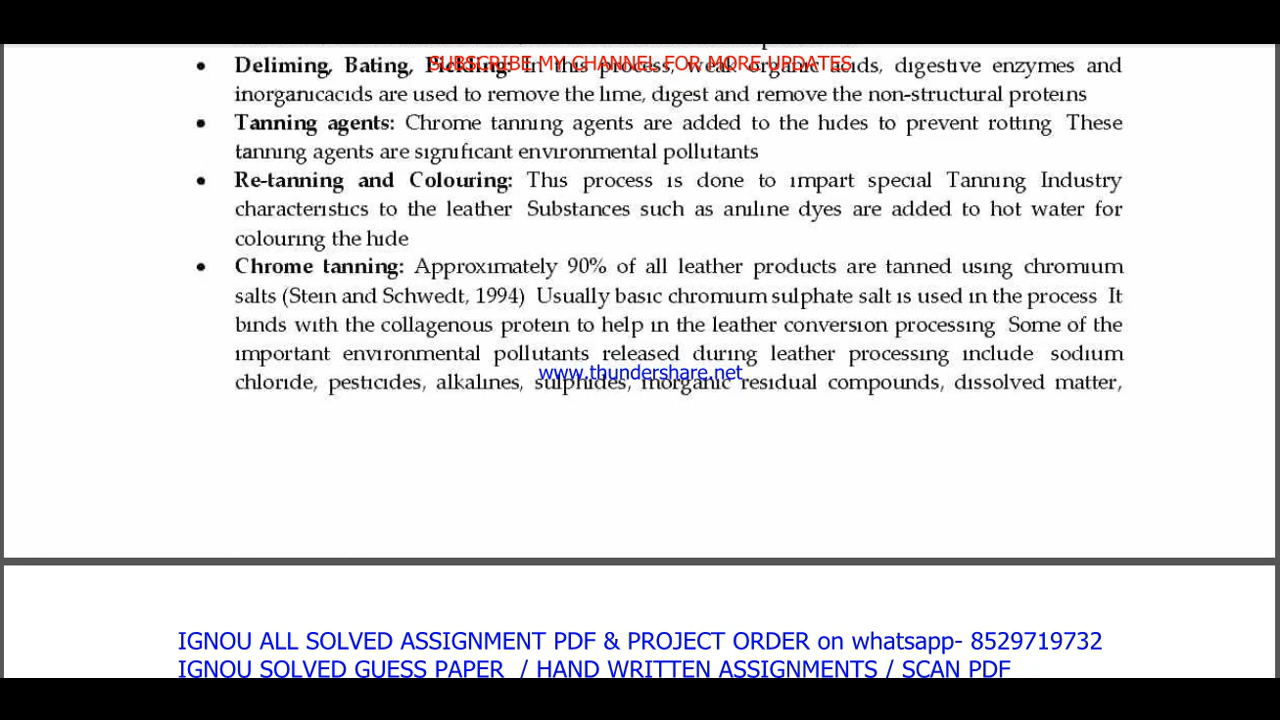 SUBSCRIBE MY CHANNEL FOR MORE UPDATES
• Deliming, Bating, Pickling: In this process, weak organic acids, digestive enzymes and
inorganicacids are used to remove the lime, digest and remove the non-structural proteins
• Tanning agents: Chrome tanning agents are added to the hides to prevent rotting These
tanning agents are significant environmental pollutants
• Re-tanning and Colouring: This process is done to impart special Tanning Industry
characteristics to the leather Substances such as aniline dyes are added to hot water for
colouring the hide
• Chrome tanning: Approximately 90% of all leather products are tanned using chromium
salts (Stein and Schwedt, 1994) Usually basic chromium sulphate salt is used in the process It
binds with the collagenous protein to help in the leather conversion processing Some of the
important environmental pollutants released during leather processing include sodium
www.thundershare.net
chloride, pesticides, alkalines, sulphides, inorganic residual compounds, dissolved matter,
IGNOU ALL SOLVED ASSIGNMENT PDF & PROJECT ORDER on whatsapp- 8529719732
IGNOU SOLVED GUESS PAPER / HAND WRITTEN ASSIGNMENTS / SCAN PDF